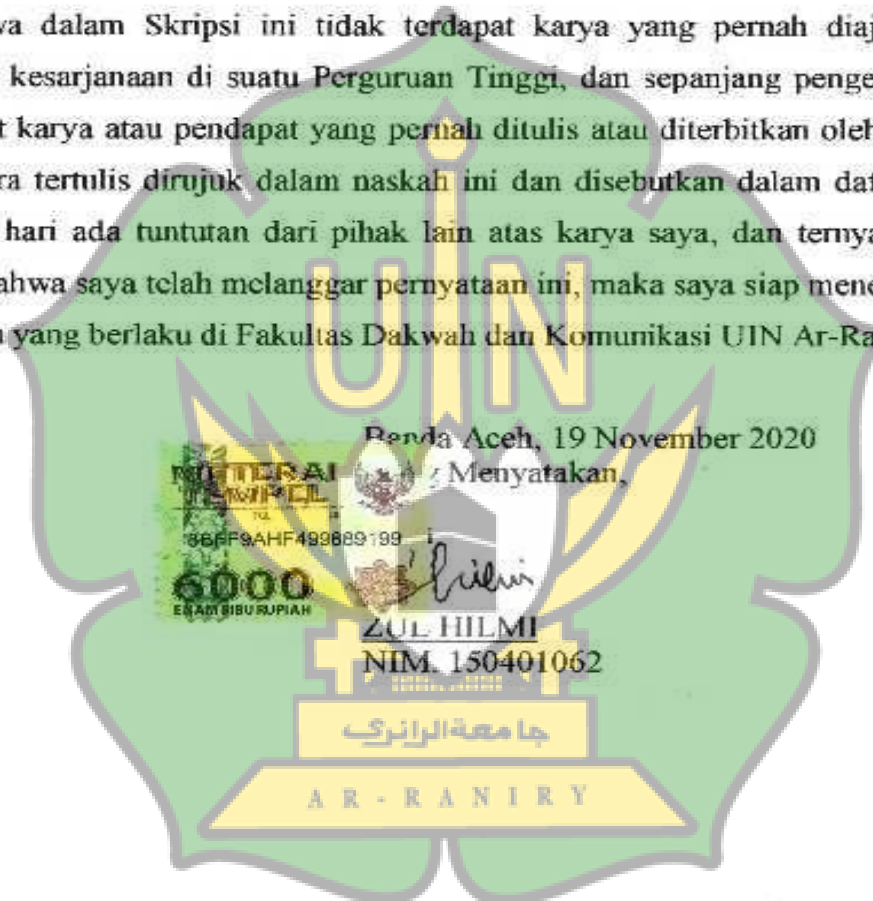 va dalam Skripsi ini tidak terdapat karya yang pernah diaj
kesarjanaan di suatu Perguruan Tinggi, dan sepanjang penge
t karya atau pendapat yang pernah ditulis atau diterbitkan oleh
ra tertulis dirujuk dalam naskah ini dan disebutkan dalam daf
hari ada tuntutan dari pihak lain atas karya saya, dan ternya
ahwa saya telah melanggar pernyataan ini, maka saya siap mene
yang berlaku di Fakultas Dakwah dan Komunikasi UIN Ar-Ra
UIN
Banda Aceh, 19 November 2020
Menyatakan,
METERAI
TEMPEL
TGL
6000
ENAM RIBU RUPIAH
ZUL HILMI
NIM. 150401062
جامعة الرانري
AR-RANIRY